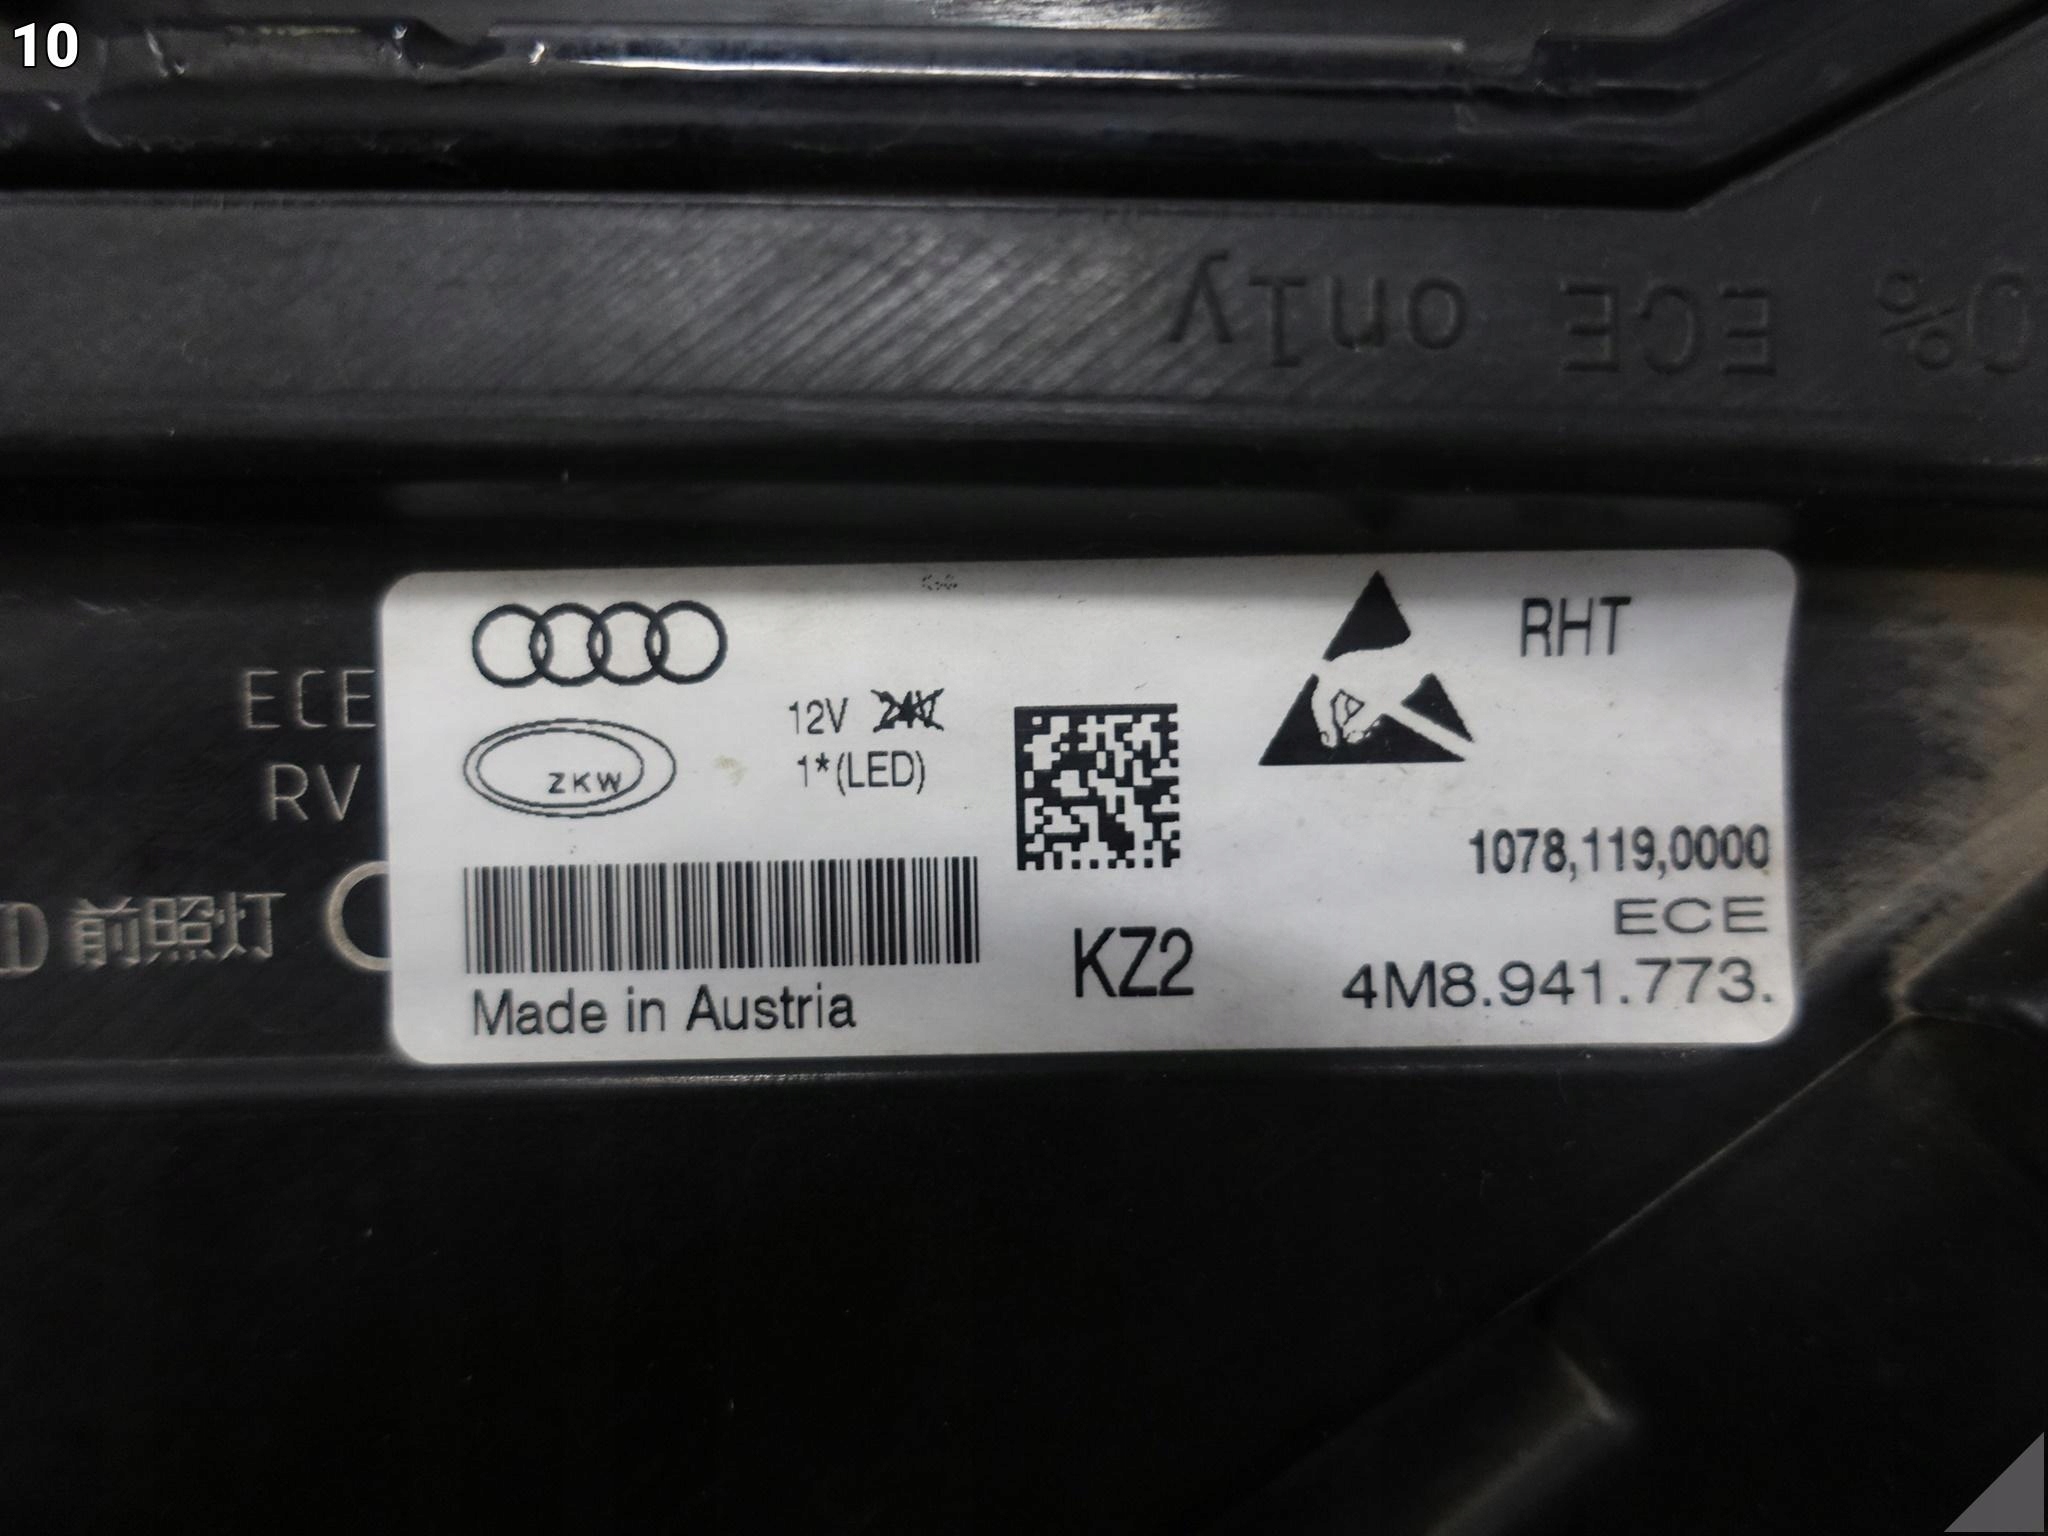 10
0% ECE only
RHT
ECE
12V 24V
RV
ZKW
1*(LED)
1078,119,0000
D 前照灯
ECE
KZ2
4M8.941.773.
Made in Austria